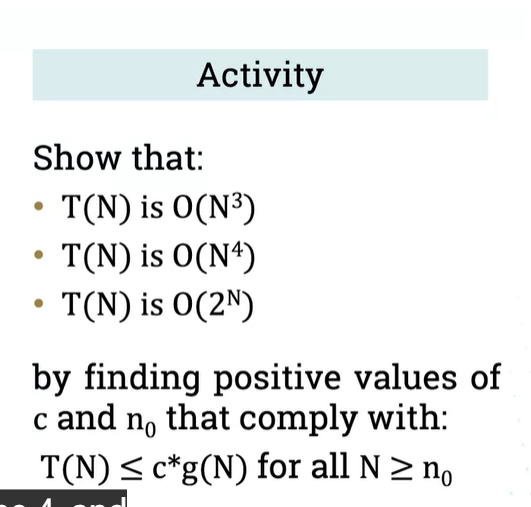 Activity
Show that:
• T(N) is O(N³)
• T(N) is O(N⁴)
• T(N) is O(2ᴺ)
by finding positive values of
c and n₀ that comply with:
T(N) ≤ c*g(N) for all N ≥ n₀